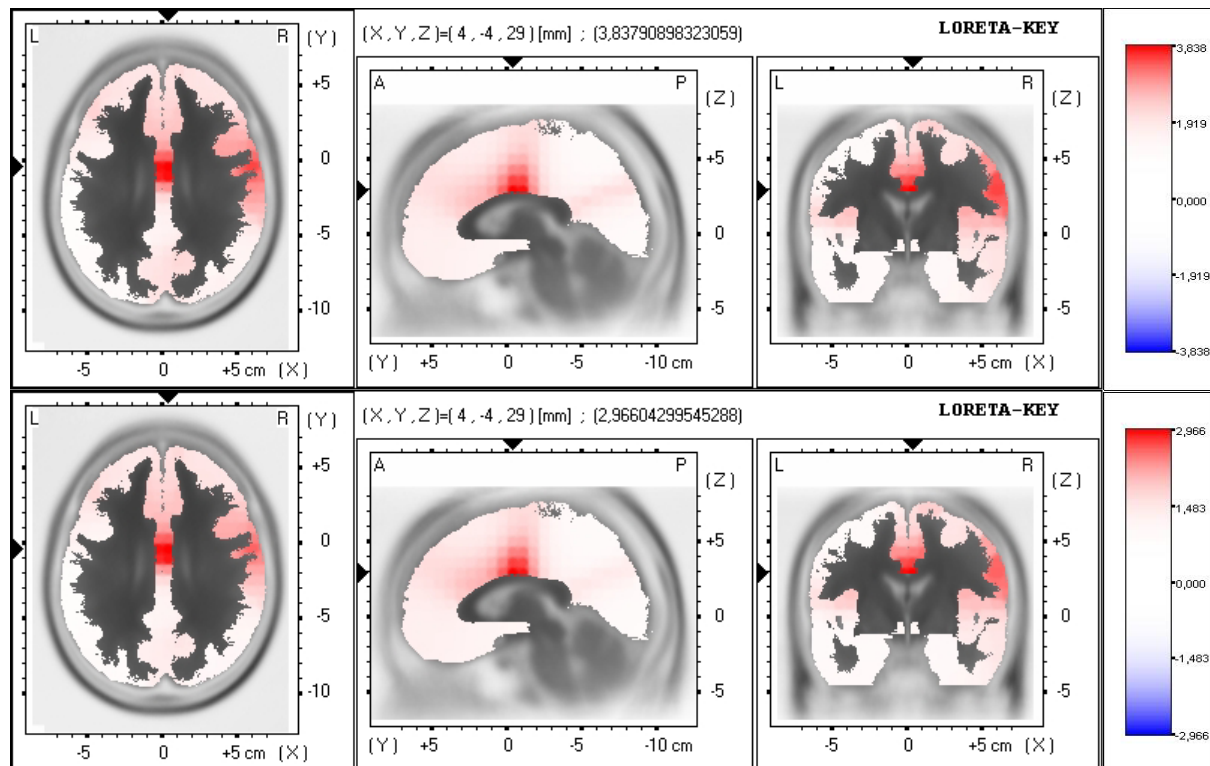 L R (Y)
+5
0
-5
-10
-5 0 +5 cm (X)
(X,Y,Z)=(4,-4,29)[mm] ; (3,83790898323059)
LORETA-KEY
A P (Z)
+5
0
-5
(Y) +5 0 -5 -10 cm
L R (Z)
+5
0
-5
-5 0 +5 cm (X)
3,838
1,919
0,000
-1,919
-3,838
L R (Y)
+5
0
-5
-10
-5 0 +5 cm (X)
(X,Y,Z)=(4,-4,29)[mm] ; (2,96604299545288)
LORETA-KEY
A P (Z)
+5
0
-5
(Y) +5 0 -5 -10 cm
L R (Z)
+5
0
-5
-5 0 +5 cm (X)
2,966
1,483
0,000
-1,483
-2,966